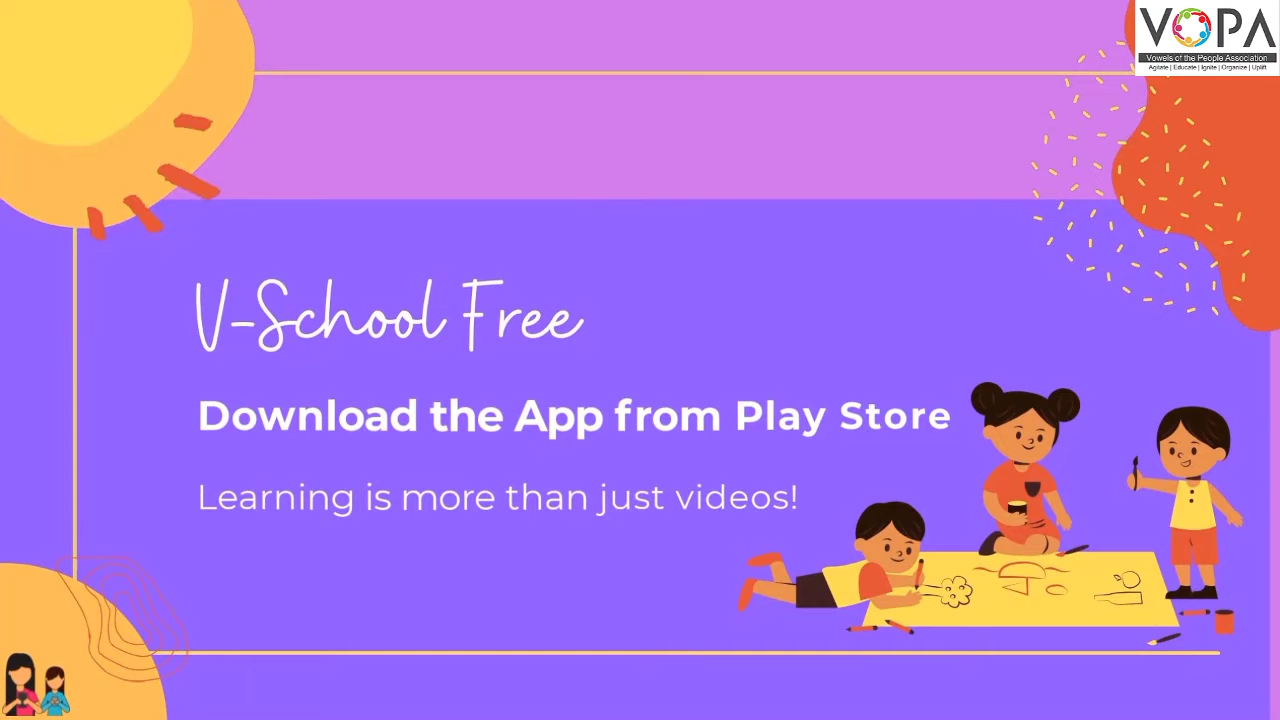 VOPA
Vowels of the People Association
Agitate | Educate | Ignite | Organize | Uplift
V-School Free
Download the App from Play Store
Learning is more than just videos!